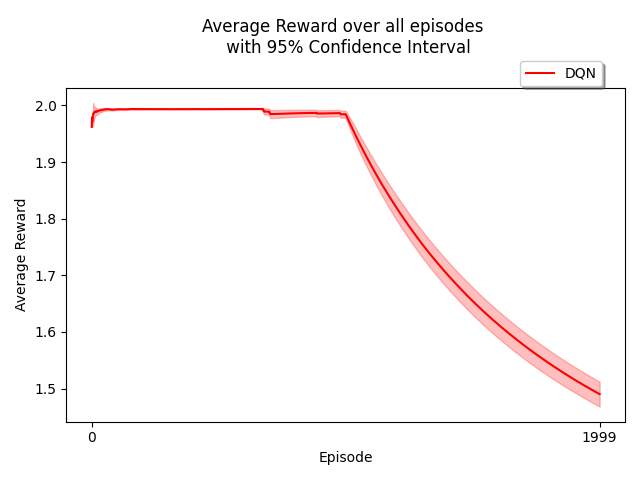 Average Reward over all episodes
with 95% Confidence Interval
DQN
2.0
1.9
1.8
1.7
1.6
1.5
Average Reward
0
1999
Episode